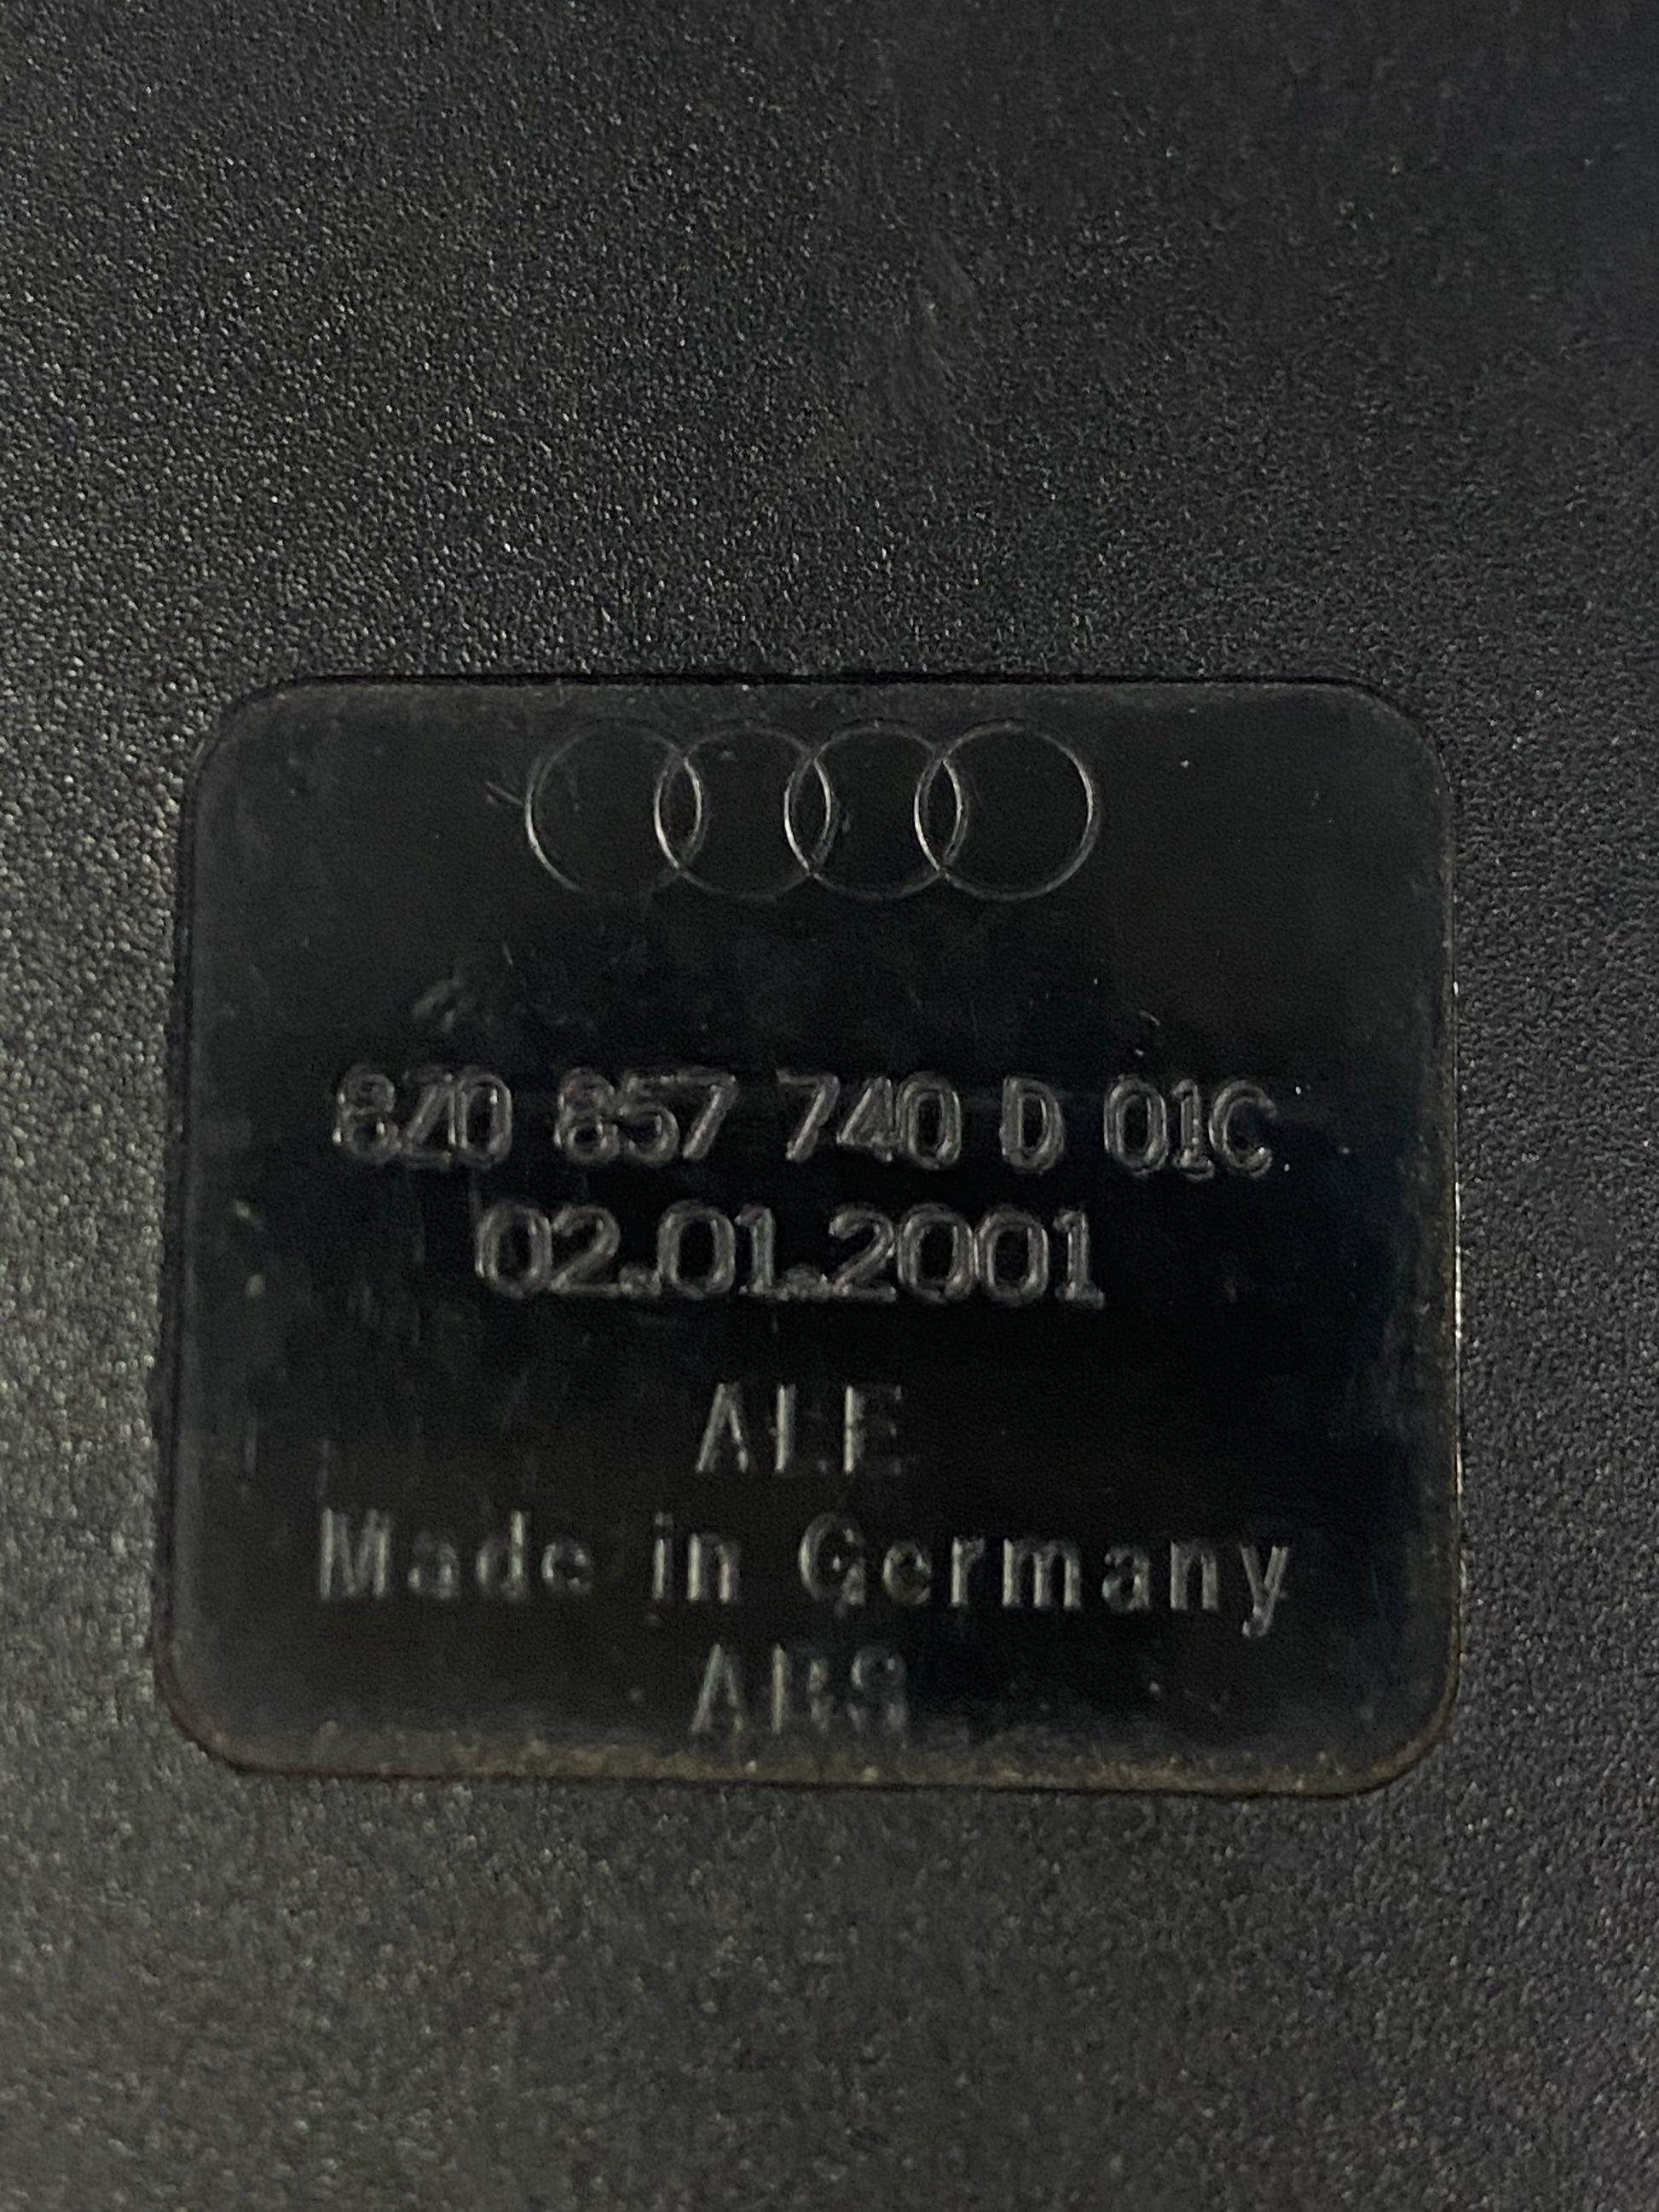 8Z0 857 740 D 01C
02.01.2001
ALE
Made in Germany
ABS